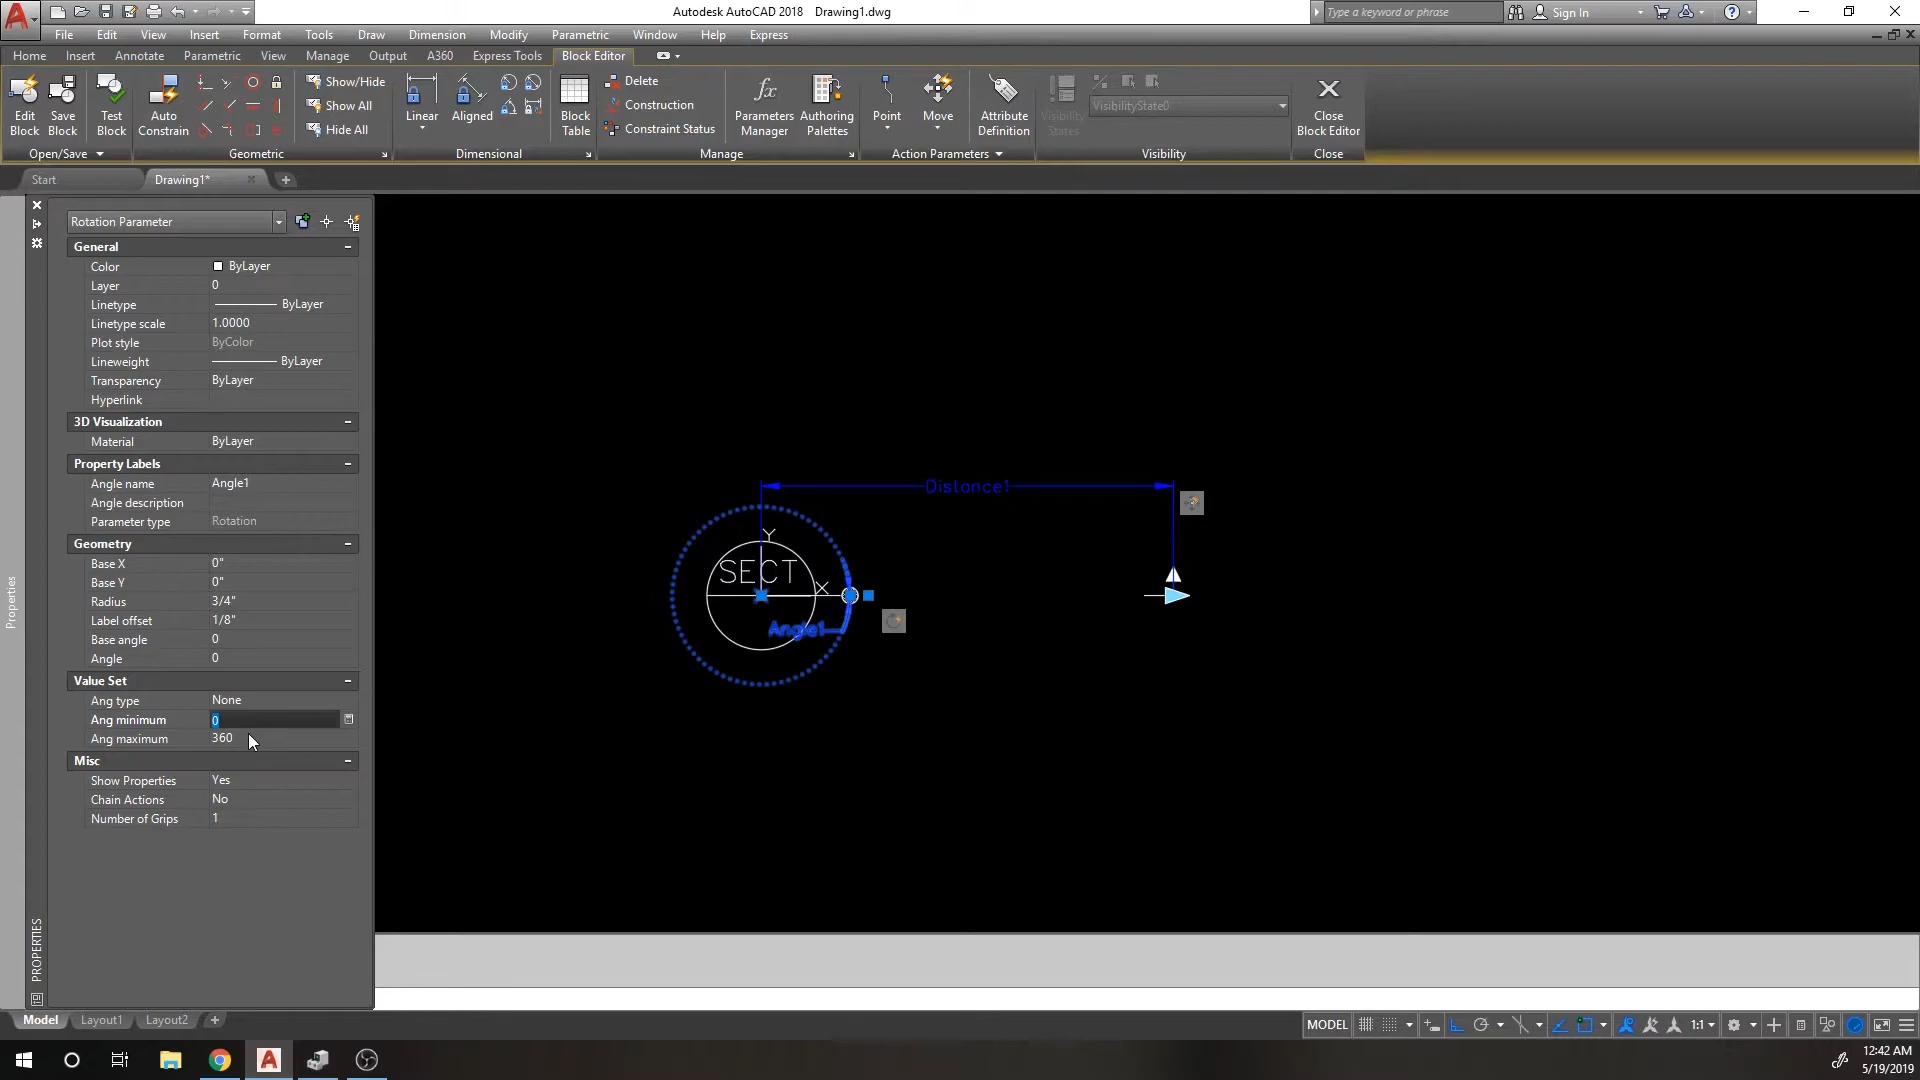 Autodesk AutoCAD 2018   Drawing1.dwg
Type a keyword or phrase
Sign In
File Edit View Insert Format Tools Draw Dimension Modify Parametric Window Help Express
Home Insert Annotate Parametric View Manage Output A360 Express Tools Block Editor
Edit Block
Save Block
Test Block
Auto Constrain
Show/Hide
Show All
Hide All
Linear
Aligned
Block Table
Delete
Construction
Constraint Status
Parameters Manager
Authoring Palettes
Point
Move
Attribute Definition
Visibility States
VisibilityState0
Close Block Editor
Open/Save
Geometric
Dimensional
Manage
Action Parameters
Visibility
Close
Start
Drawing1*
Rotation Parameter
General
Color ByLayer
Layer 0
Linetype ByLayer
Linetype scale 1.0000
Plot style ByColor
Lineweight ByLayer
Transparency ByLayer
Hyperlink
3D Visualization
Material ByLayer
Property Labels
Angle name Angle1
Angle description
Parameter type Rotation
Geometry
Base X 0"
Base Y 0"
Radius 3/4"
Label offset 1/8"
Base angle 0
Angle 0
Value Set
Ang type None
Ang minimum 0
Ang maximum 360
Misc
Show Properties Yes
Chain Actions No
Number of Grips 1
Properties
PROPERTIES
Distance1
Y
SECT
X
Angle1
Model Layout1 Layout2
MODEL
1:1
12:42 AM
5/19/2019